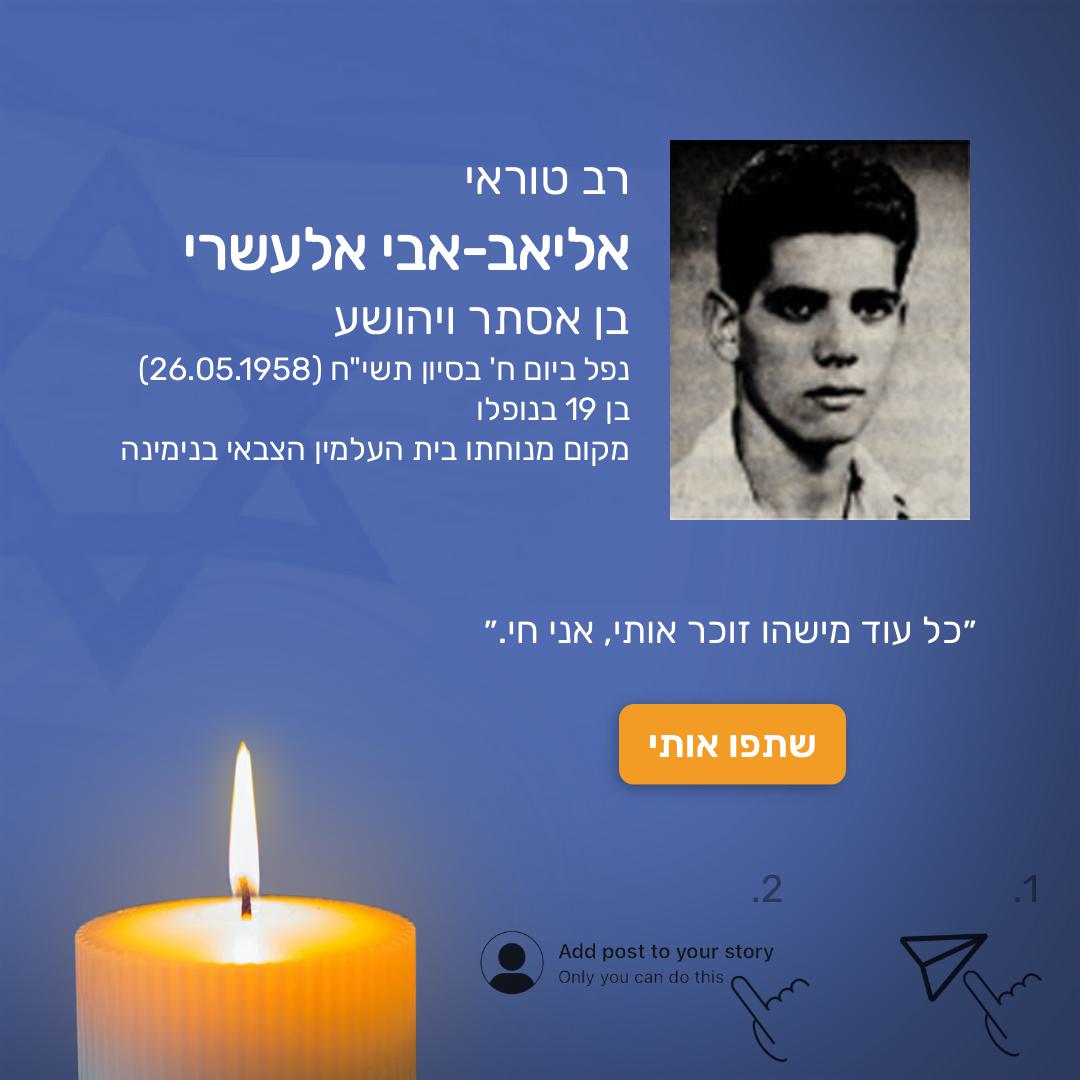 רב טוראי
אליאב-אבי אלעשרי
בן אסתר ויהושע
נפל ביום ח' בסיון תשי"ח (26.05.1958)
בן 19 בנופלו
מקום מנוחתו בית העלמין הצבאי בנימינה
״כל עוד מישהו זוכר אותי, אני חי.״
שתפו אותי
.1
.2
Add post to your story
Only you can do this